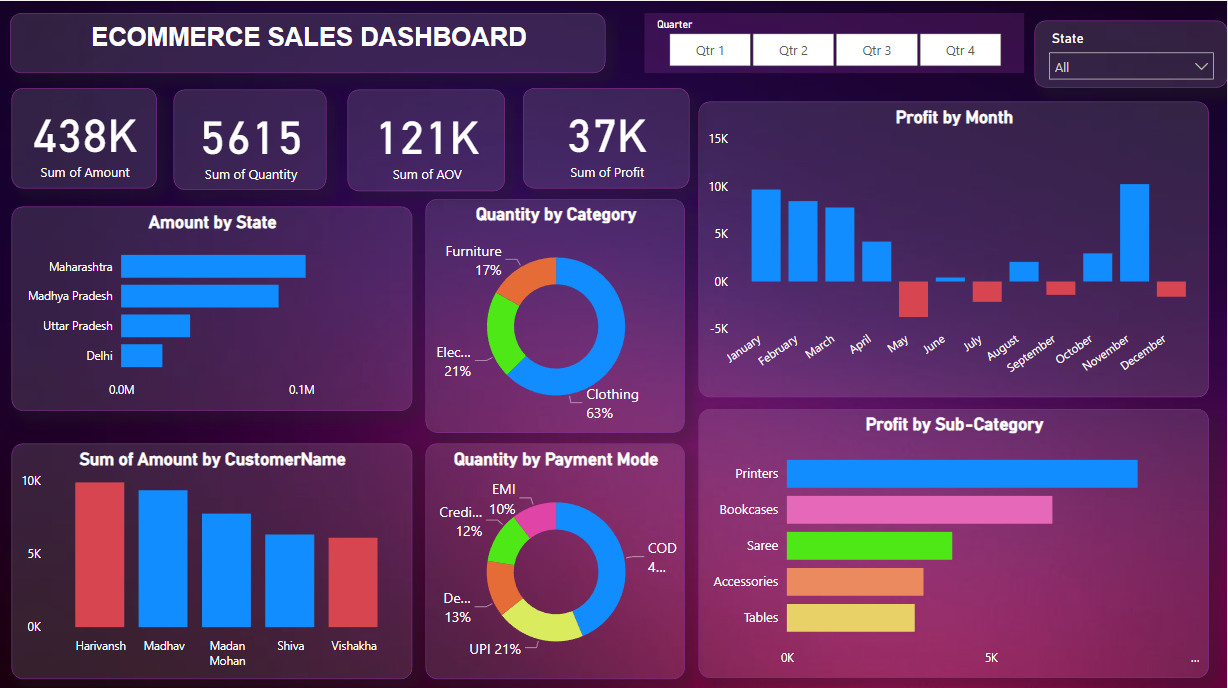 ECOMMERCE SALES DASHBOARD
Quarter
Qtr 1
Qtr 2
Qtr 3
Qtr 4
State
All
438K
Sum of Amount
5615
Sum of Quantity
121K
Sum of AOV
37K
Sum of Profit
Profit by Month
15K
10K
5K
0K
-5K
January
February
March
April
May
June
July
August
September
October
November
December
Amount by State
Maharashtra
Madhya Pradesh
Uttar Pradesh
Delhi
0.0M
0.1M
Quantity by Category
Furniture
17%
Elec...
21%
Clothing
63%
Profit by Sub-Category
Printers
Bookcases
Saree
Accessories
Tables
0K
5K
...
Sum of Amount by CustomerName
10K
5K
0K
Harivansh
Madhav
Madan
Mohan
Shiva
Vishakha
Quantity by Payment Mode
EMI
10%
Credi...
12%
De...
13%
UPI 21%
COD
4...